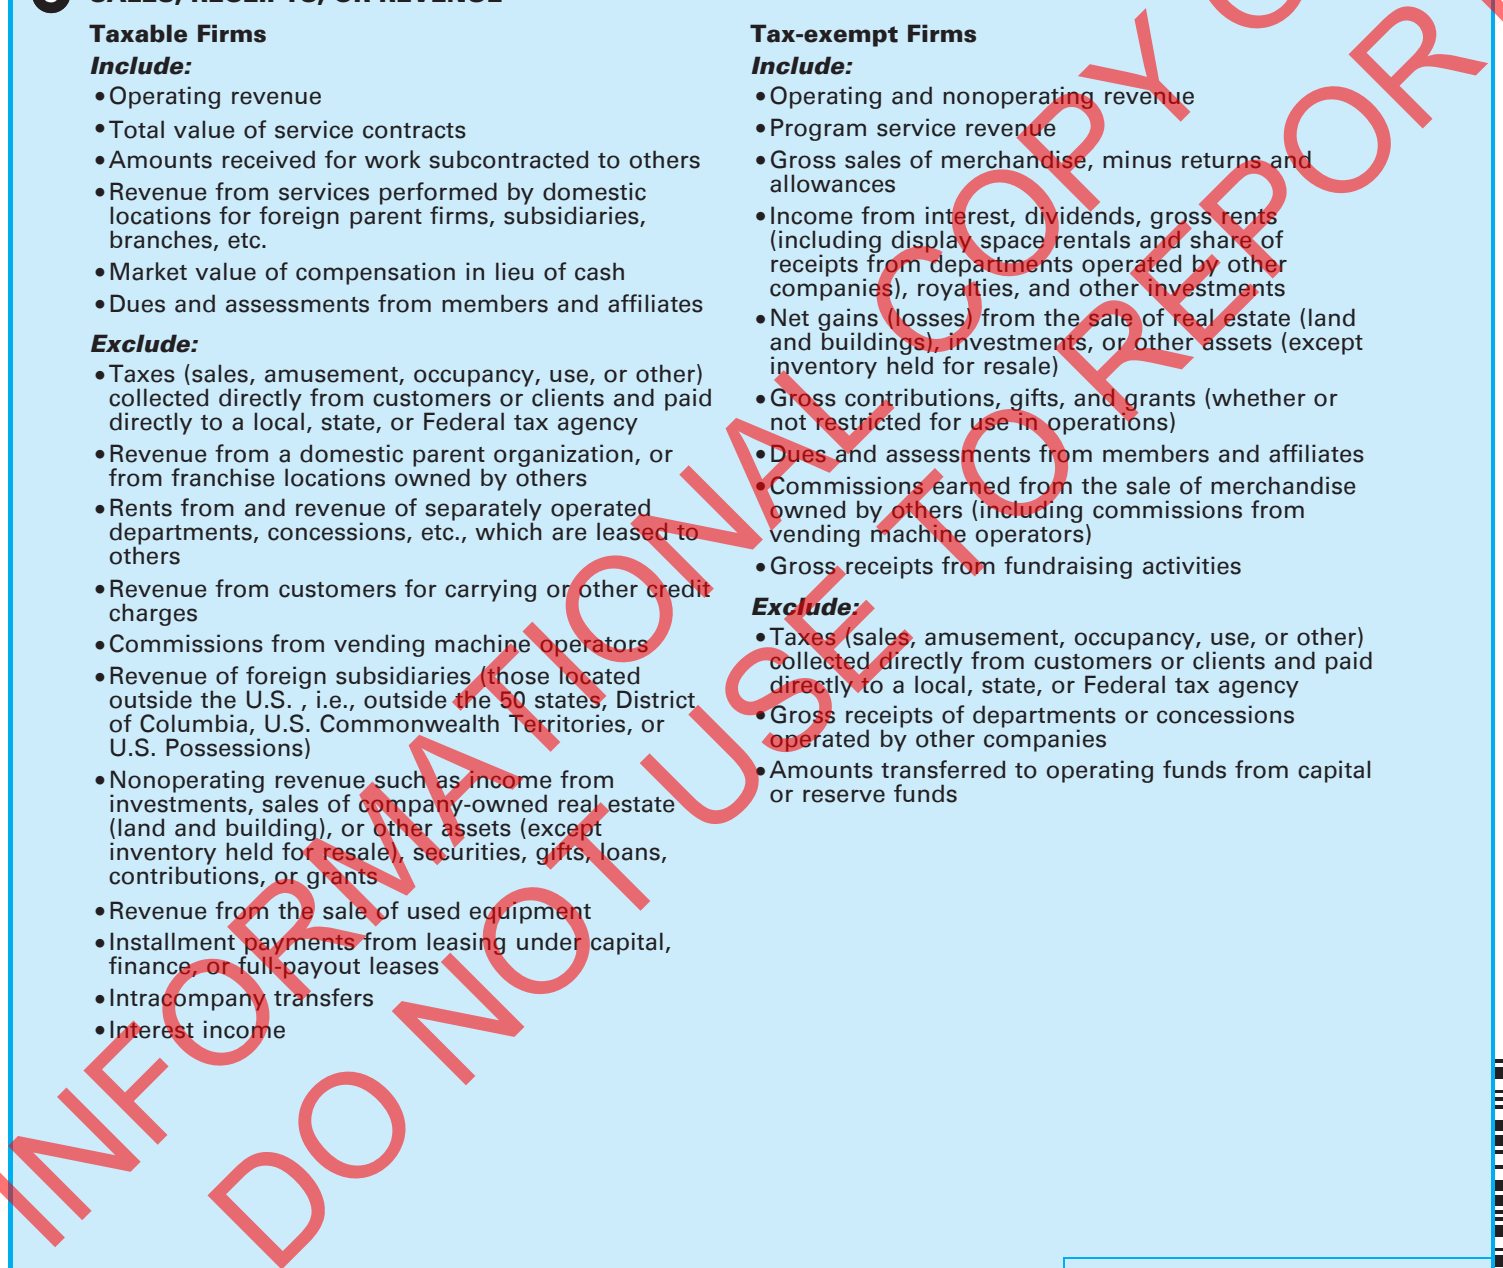 SALES, RECEIPTS, OR REVENUE
Taxable Firms
Include:
•Operating revenue
•Total value of service contracts
•Amounts received for work subcontracted to others
•Revenue from services performed by domestic
locations for foreign parent firms, subsidiaries,
branches, etc.
•Market value of compensation in lieu of cash
•Dues and assessments from members and affiliates
Exclude:
•Taxes (sales, amusement, occupancy, use, or other)
collected directly from customers or clients and paid
directly to a local, state, or Federal tax agency
•Revenue from a domestic parent organization, or
from franchise locations owned by others
•Rents from and revenue of separately operated
departments, concessions, etc., which are leased to
others
•Revenue from customers for carrying or other credit
charges
•Commissions from vending machine operators
•Revenue of foreign subsidiaries (those located
outside the U.S. , i.e., outside the 50 states, District
of Columbia, U.S. Commonwealth Territories, or
U.S. Possessions)
•Nonoperating revenue such as income from
investments, sales of company-owned real estate
(land and building), or other assets (except
inventory held for resale), securities, gifts, loans,
contributions, or grants
•Revenue from the sale of used equipment
•Installment payments from leasing under capital,
finance, or full-payout leases
•Intracompany transfers
•Interest income
Tax-exempt Firms
Include:
•Operating and nonoperating revenue
•Program service revenue
•Gross sales of merchandise, minus returns and
allowances
•Income from interest, dividends, gross rents
(including display space rentals and share of
receipts from departments operated by other
companies), royalties, and other investments
•Net gains (losses) from the sale of real estate (land
and buildings), investments, or other assets (except
inventory held for resale)
•Gross contributions, gifts, and grants (whether or
not restricted for use in operations)
•Dues and assessments from members and affiliates
•Commissions earned from the sale of merchandise
owned by others (including commissions from
vending machine operators)
•Gross receipts from fundraising activities
Exclude:
•Taxes (sales, amusement, occupancy, use, or other)
collected directly from customers or clients and paid
directly to a local, state, or Federal tax agency
•Gross receipts of departments or concessions
operated by other companies
•Amounts transferred to operating funds from capital
or reserve funds
INFORMATIONAL COPY
DO NOT USE TO REPOR